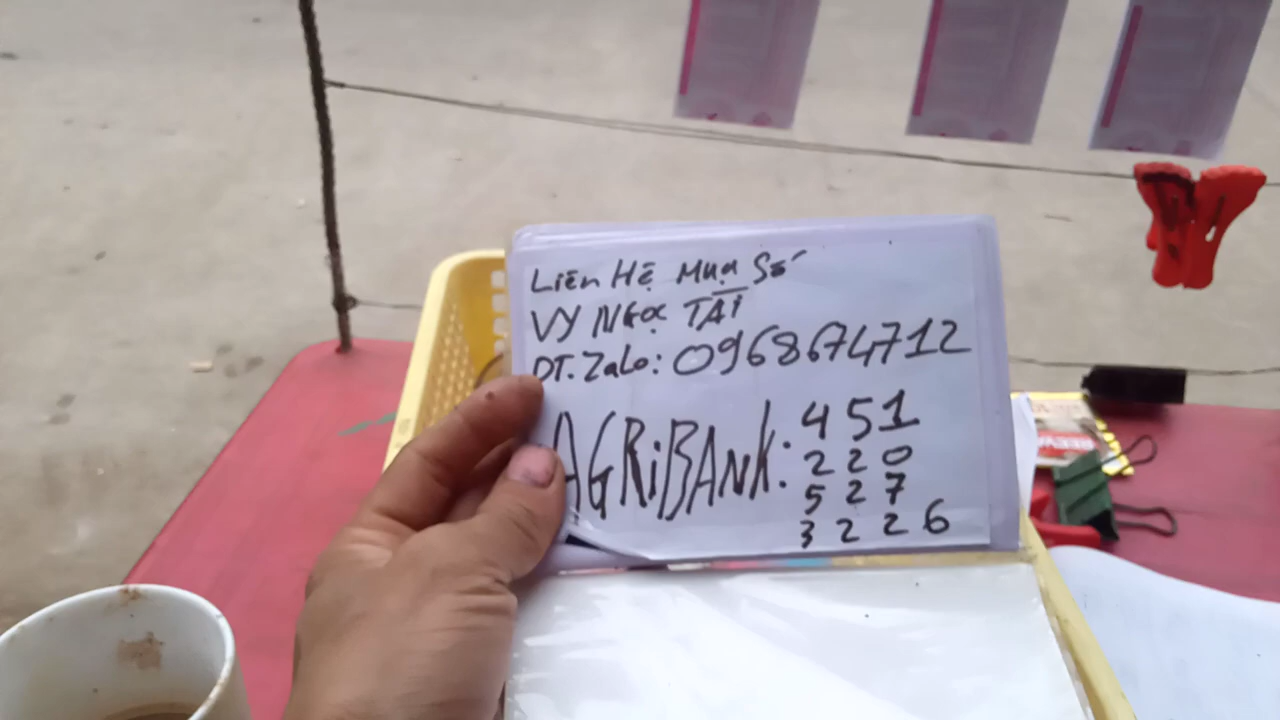 Liên Hệ Mua Số
VY NGọc TÀI
ĐT.Zalo: 0968674712
AGRiBANK: 451
220
527
3226